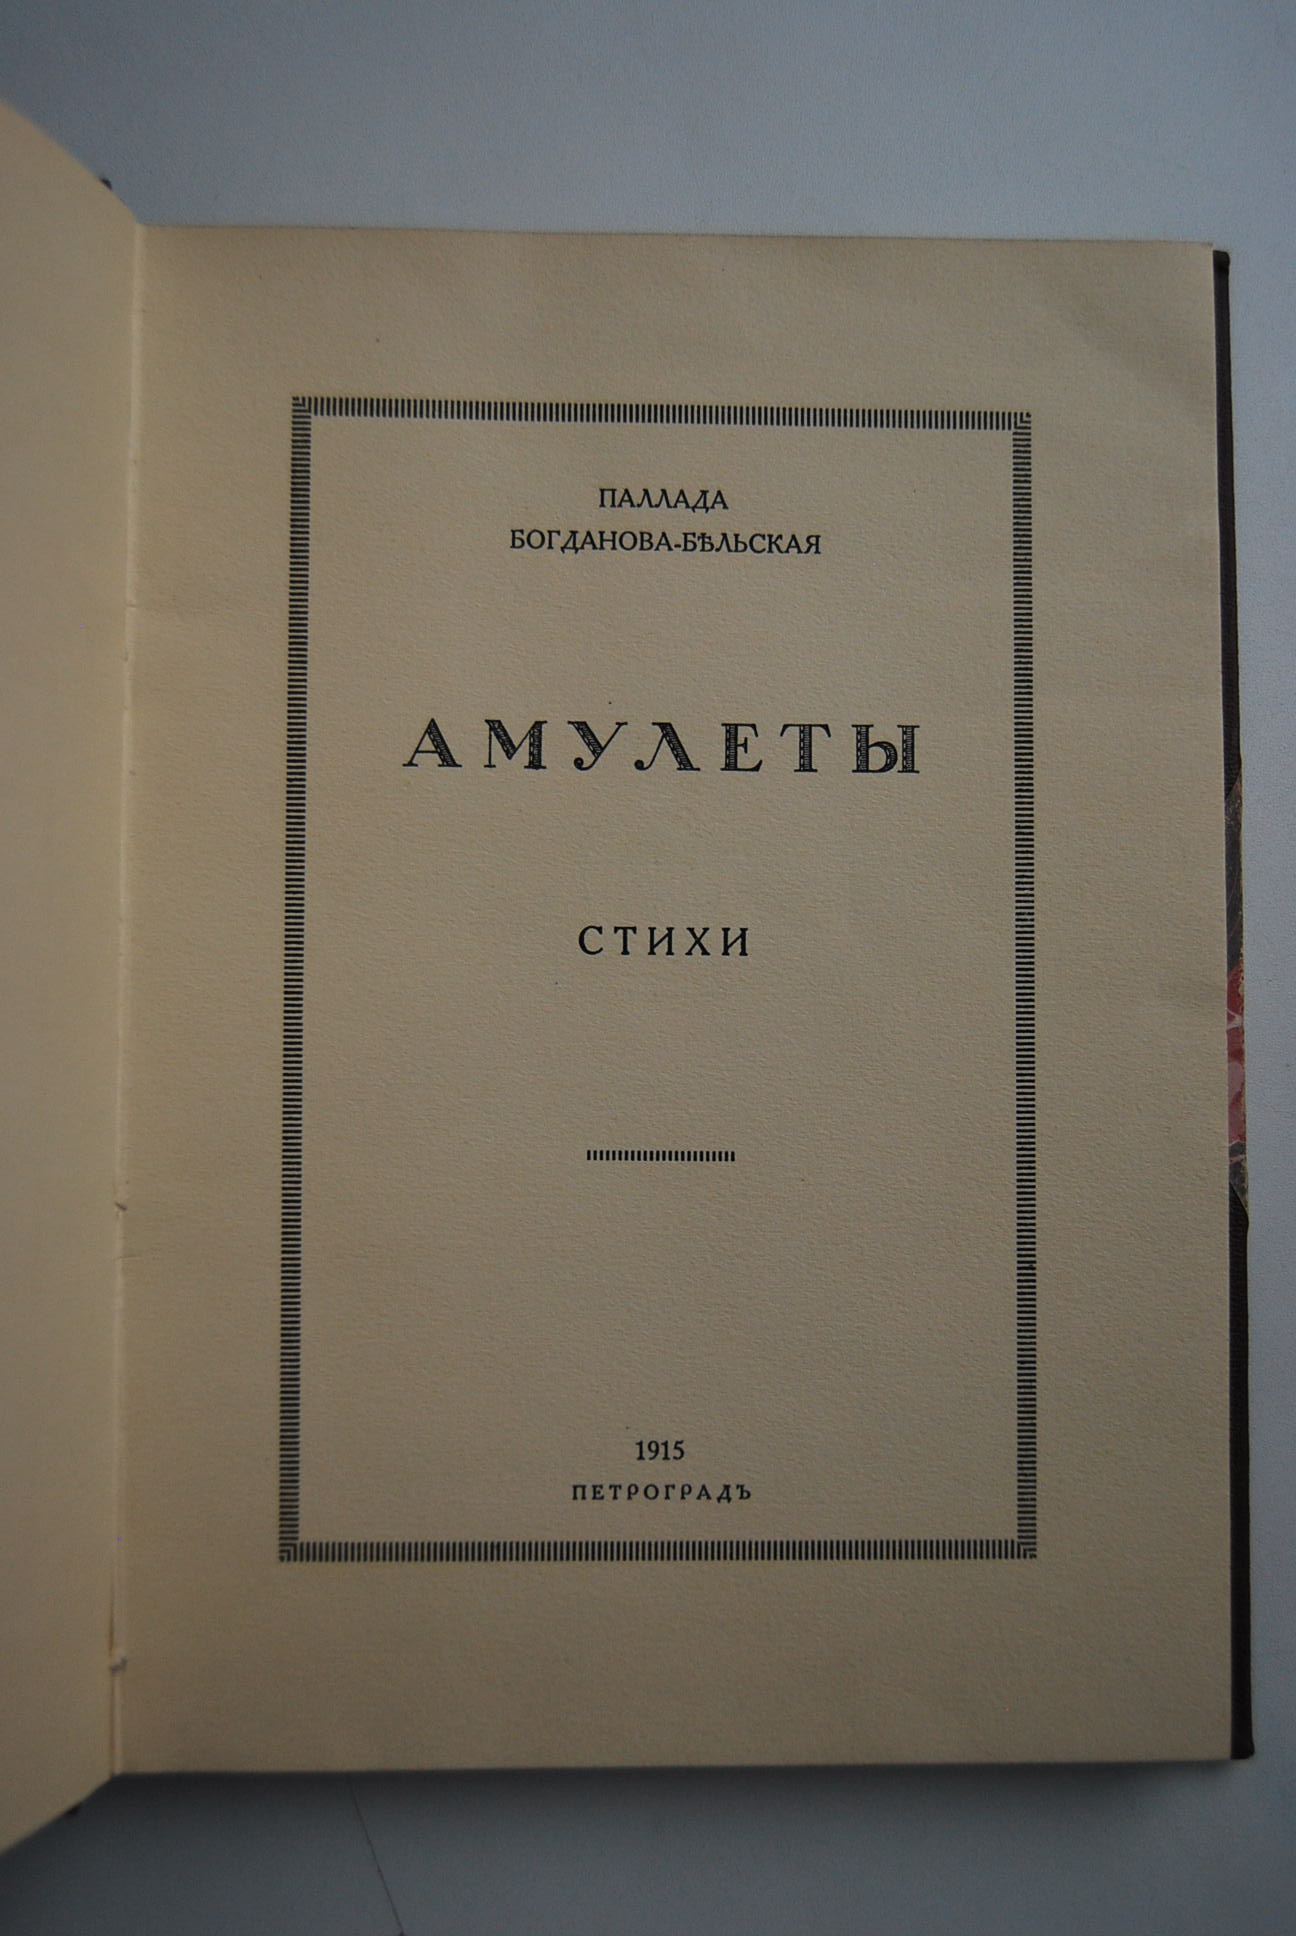 ПАЛЛАДА
БОГДАНОВА-БѢЛЬСКАЯ
АМУЛЕТЫ
СТИХИ
1915
ПЕТРОГРАДЪ